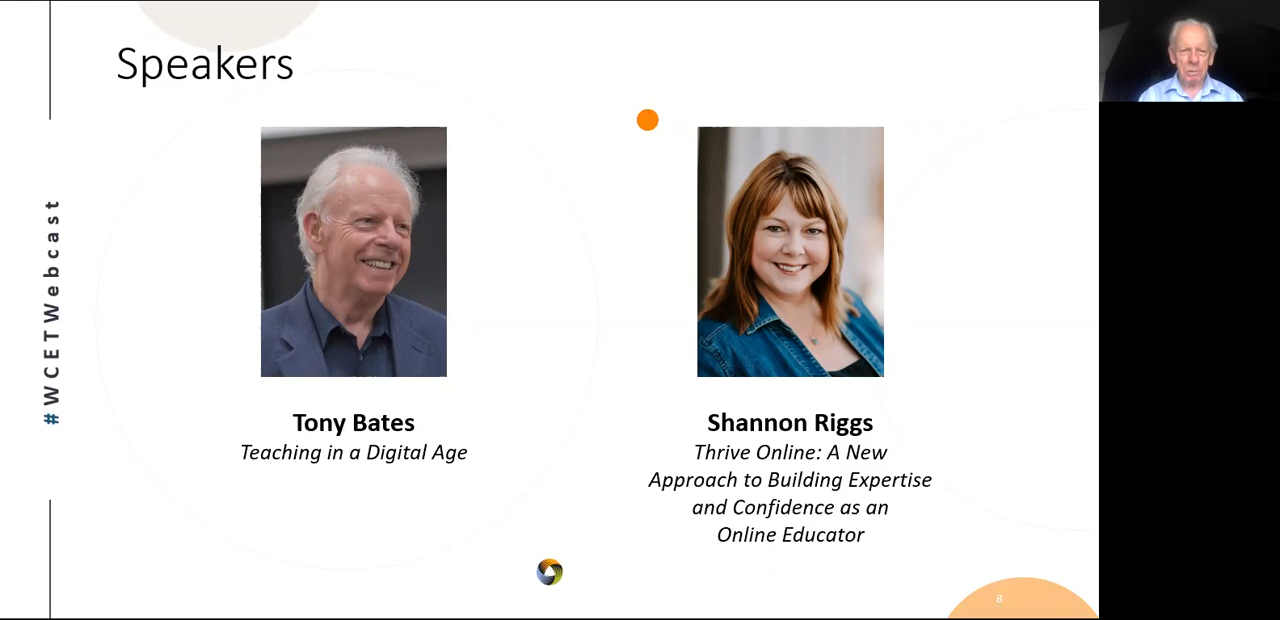 Speakers
#WCETWebcast
Tony Bates
Teaching in a Digital Age
Shannon Riggs
Thrive Online: A New
Approach to Building Expertise
and Confidence as an
Online Educator
8